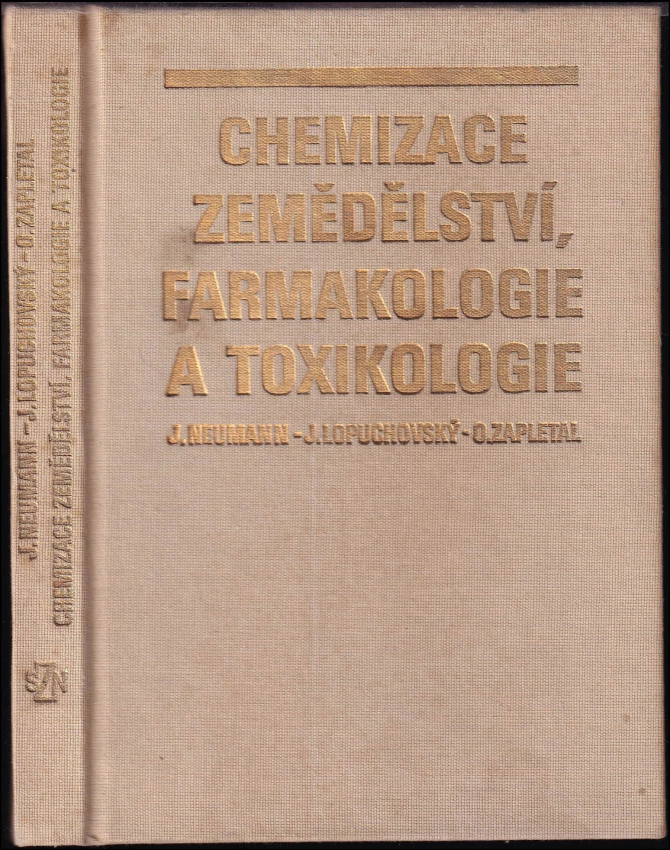 CHEMIZACE
ZEMĚDĚLSTVÍ,
FARMAKOLOGIE
A TOXIKOLOGIE
J. NEUMANN - J. LOPUCHOVSKÝ - O. ZAPLETAL
J. NEUMANN - J. LOPUCHOVSKÝ - O. ZAPLETAL
CHEMIZACE ZEMĚDĚLSTVÍ, FARMAKOLOGIE A TOXIKOLOGIE
SZN